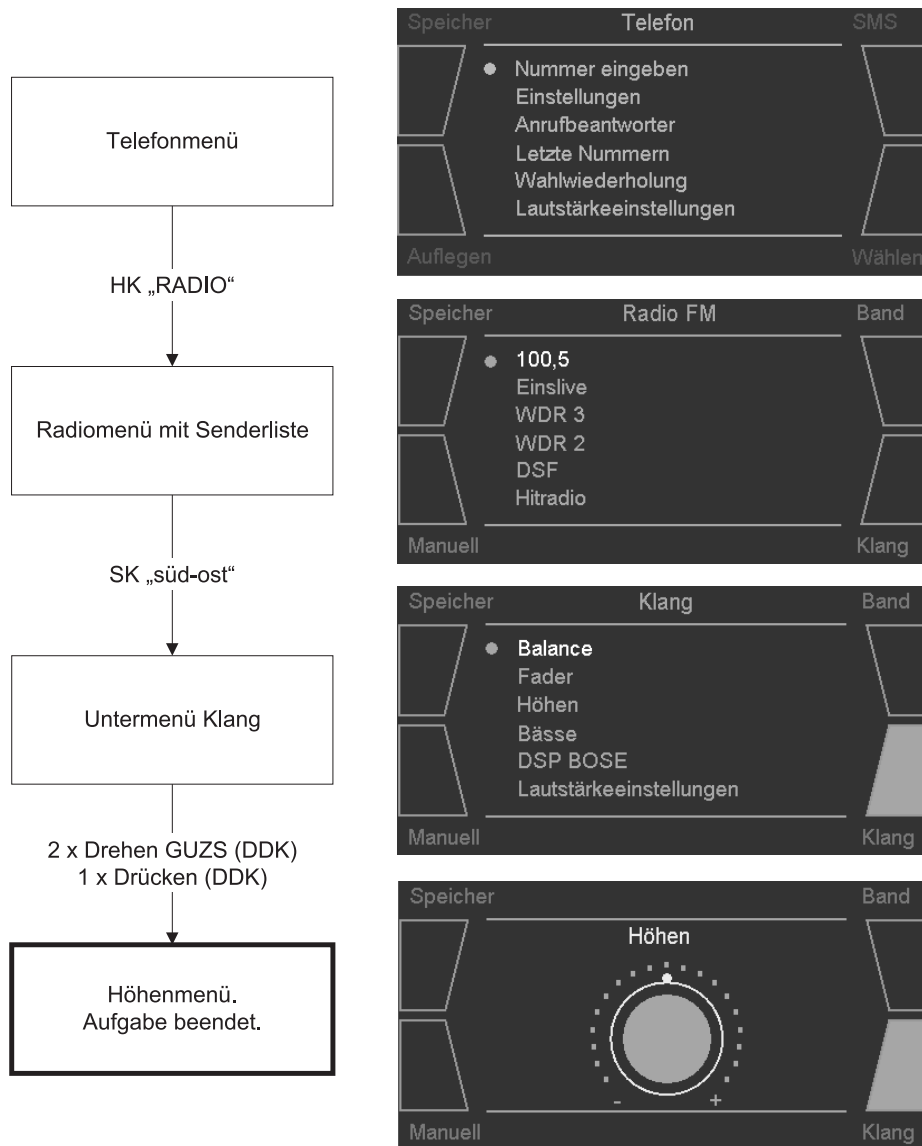 Telefonmenü
HK „RADIO“
Radiomenü mit Senderliste
SK „süd-ost“
Untermenü Klang
2 x Drehen GUZS (DDK)
1 x Drücken (DDK)
Höhenmenü.
Aufgabe beendet.
Speicher Telefon SMS
Nummer eingeben
Einstellungen
Anrufbeantworter
Letzte Nummern
Wahlwiederholung
Lautstärkeeinstellungen
Auflegen Wählen
Speicher Radio FM Band
100,5
Einslive
WDR 3
WDR 2
DSF
Hitradio
Manuell Klang
Speicher Klang Band
Balance
Fader
Höhen
Bässe
DSP BOSE
Lautstärkeeinstellungen
Manuell Klang
Speicher Band
Höhen
- +
Manuell Klang